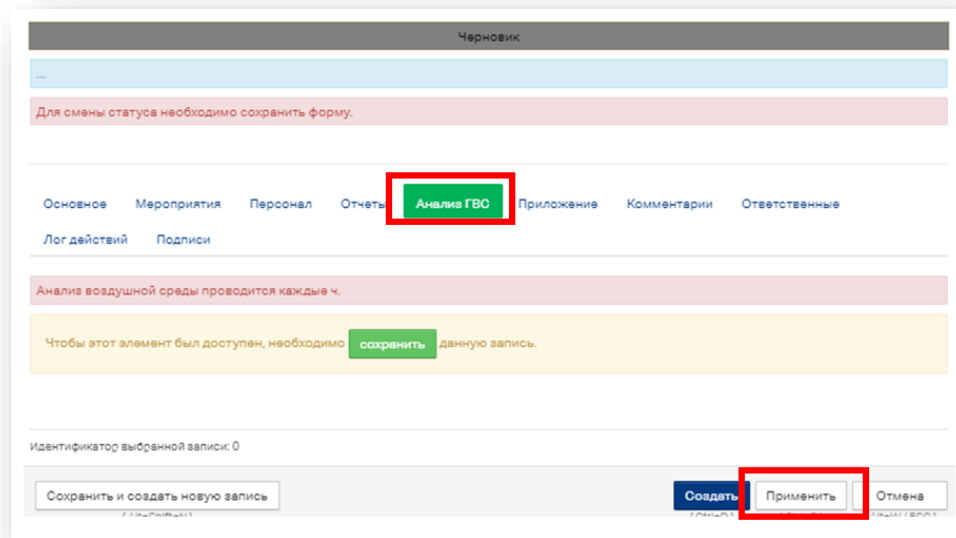 Черновик
...
Для смены статуса необходимо сохранить форму.
Основное Мероприятия Персонал Отчеты Анализ ГВС Приложение Комментарии Ответственные
Лог действий Подписи
Анализ воздушной среды проводится каждые ч.
Чтобы этот элемент был доступен, необходимо сохранить данную запись.
Идентификатор выбранной записи: 0
Сохранить и создать новую запись Создать Применить Отмена